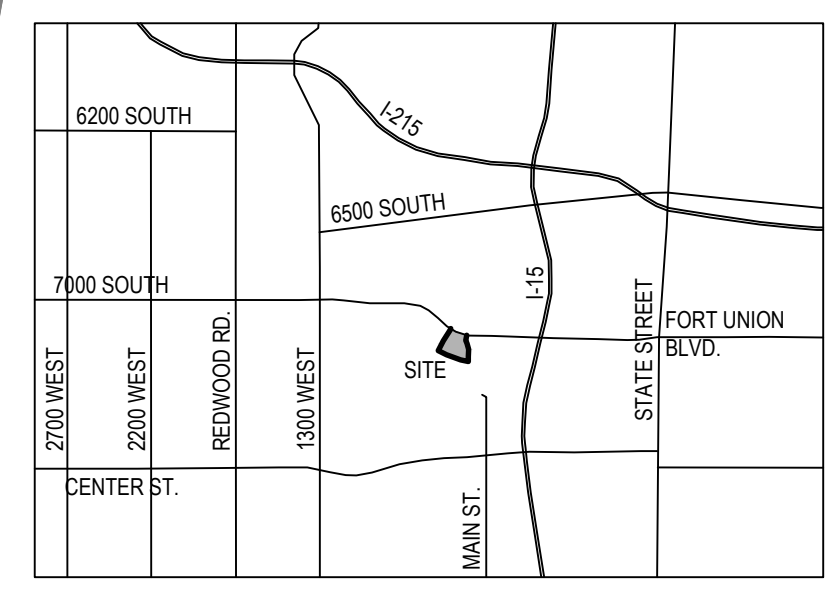 6200 SOUTH
I-215
6500 SOUTH
7000 SOUTH
I-15
FORT UNION
BLVD.
SITE
2700 WEST
2200 WEST
REDWOOD RD.
1300 WEST
STATE STREET
CENTER ST.
MAIN ST.